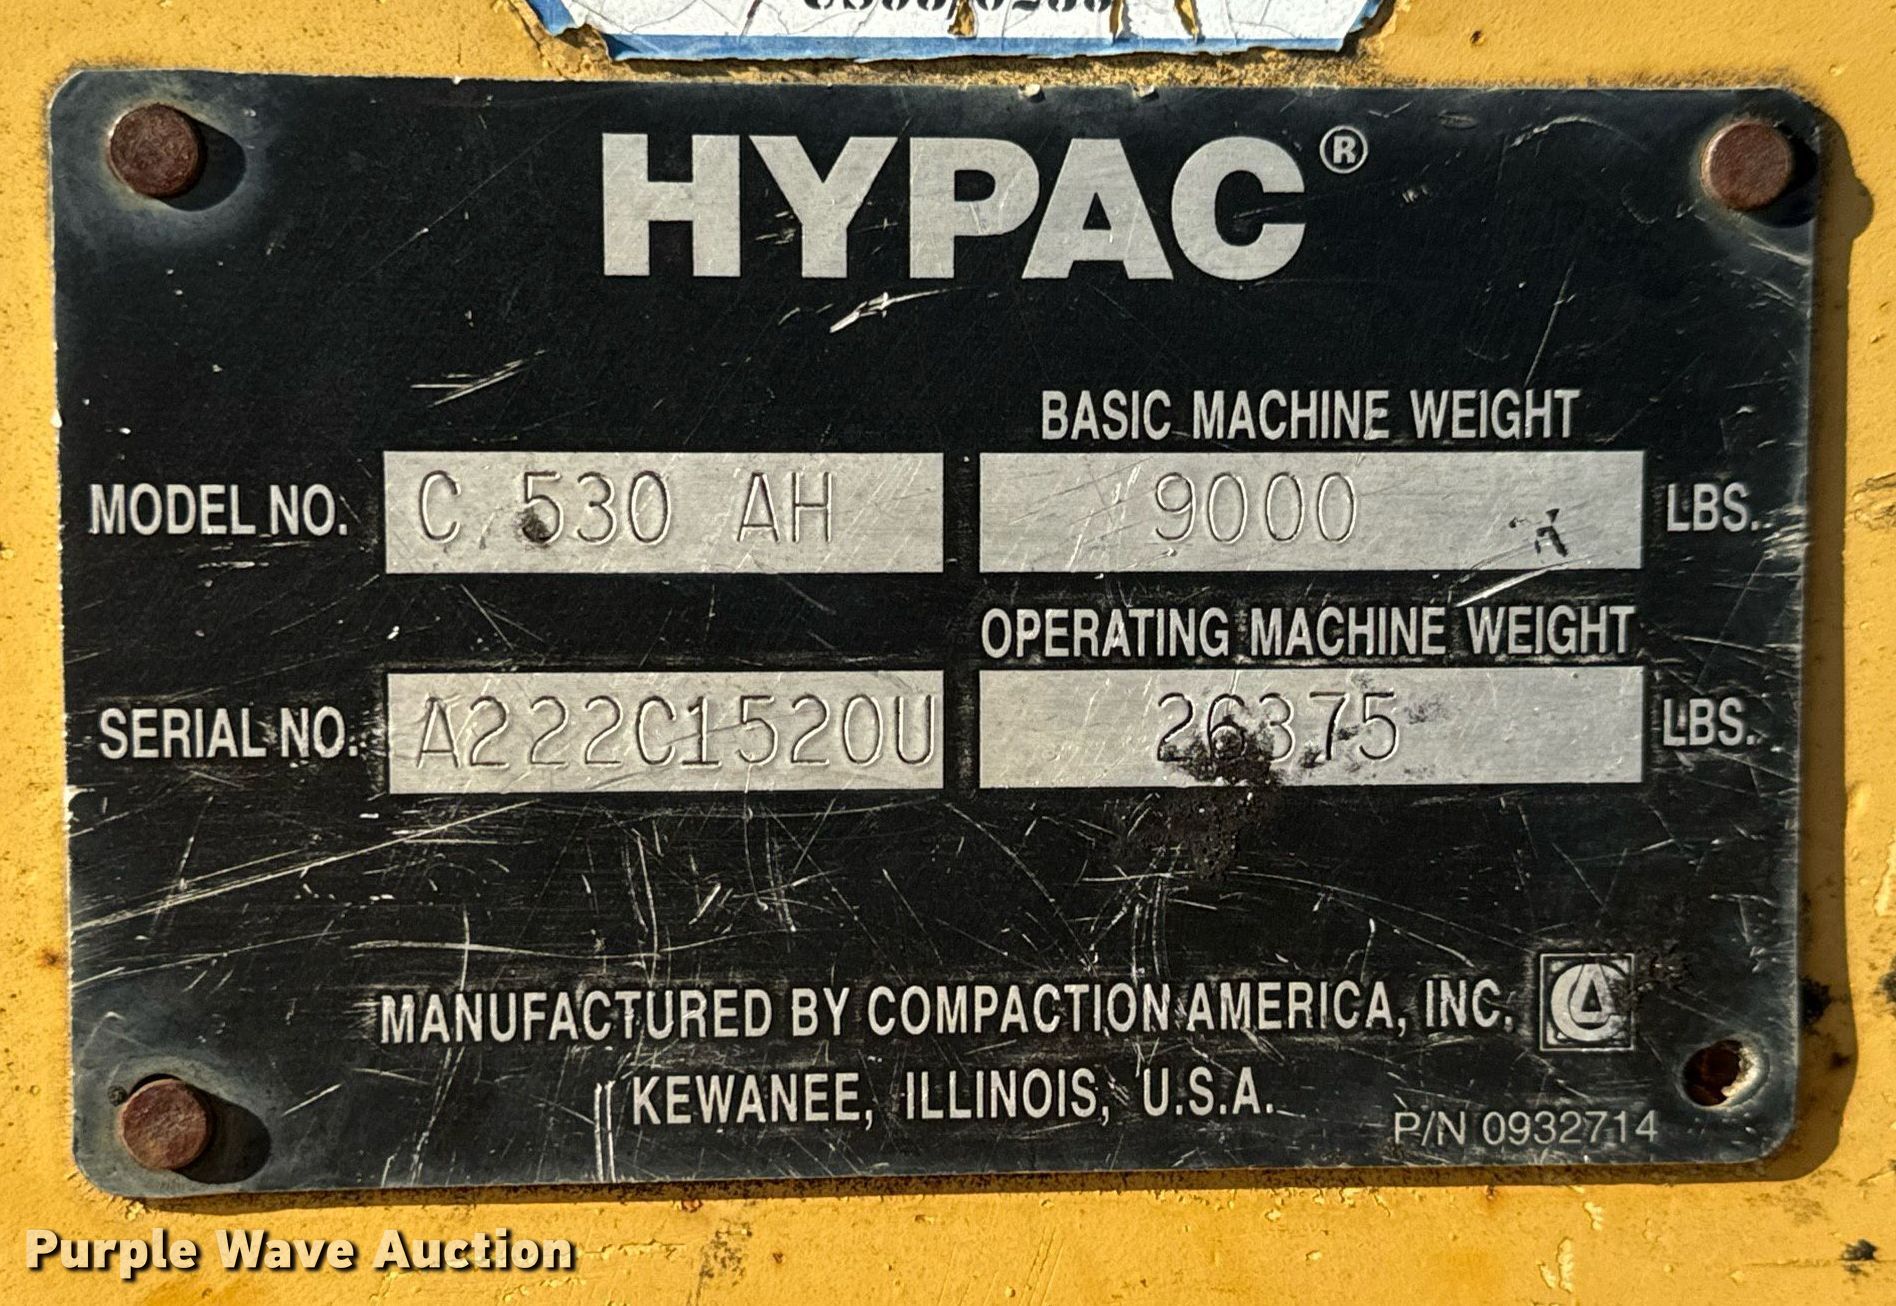 HYPAC®
BASIC MACHINE WEIGHT
MODEL NO. C 530 AH 9000 LBS.
OPERATING MACHINE WEIGHT
SERIAL NO. A222C1520U 26375 LBS.
MANUFACTURED BY COMPACTION AMERICA, INC. CA
KEWANEE, ILLINOIS, U.S.A.
P/N 0932714
Purple Wave Auction